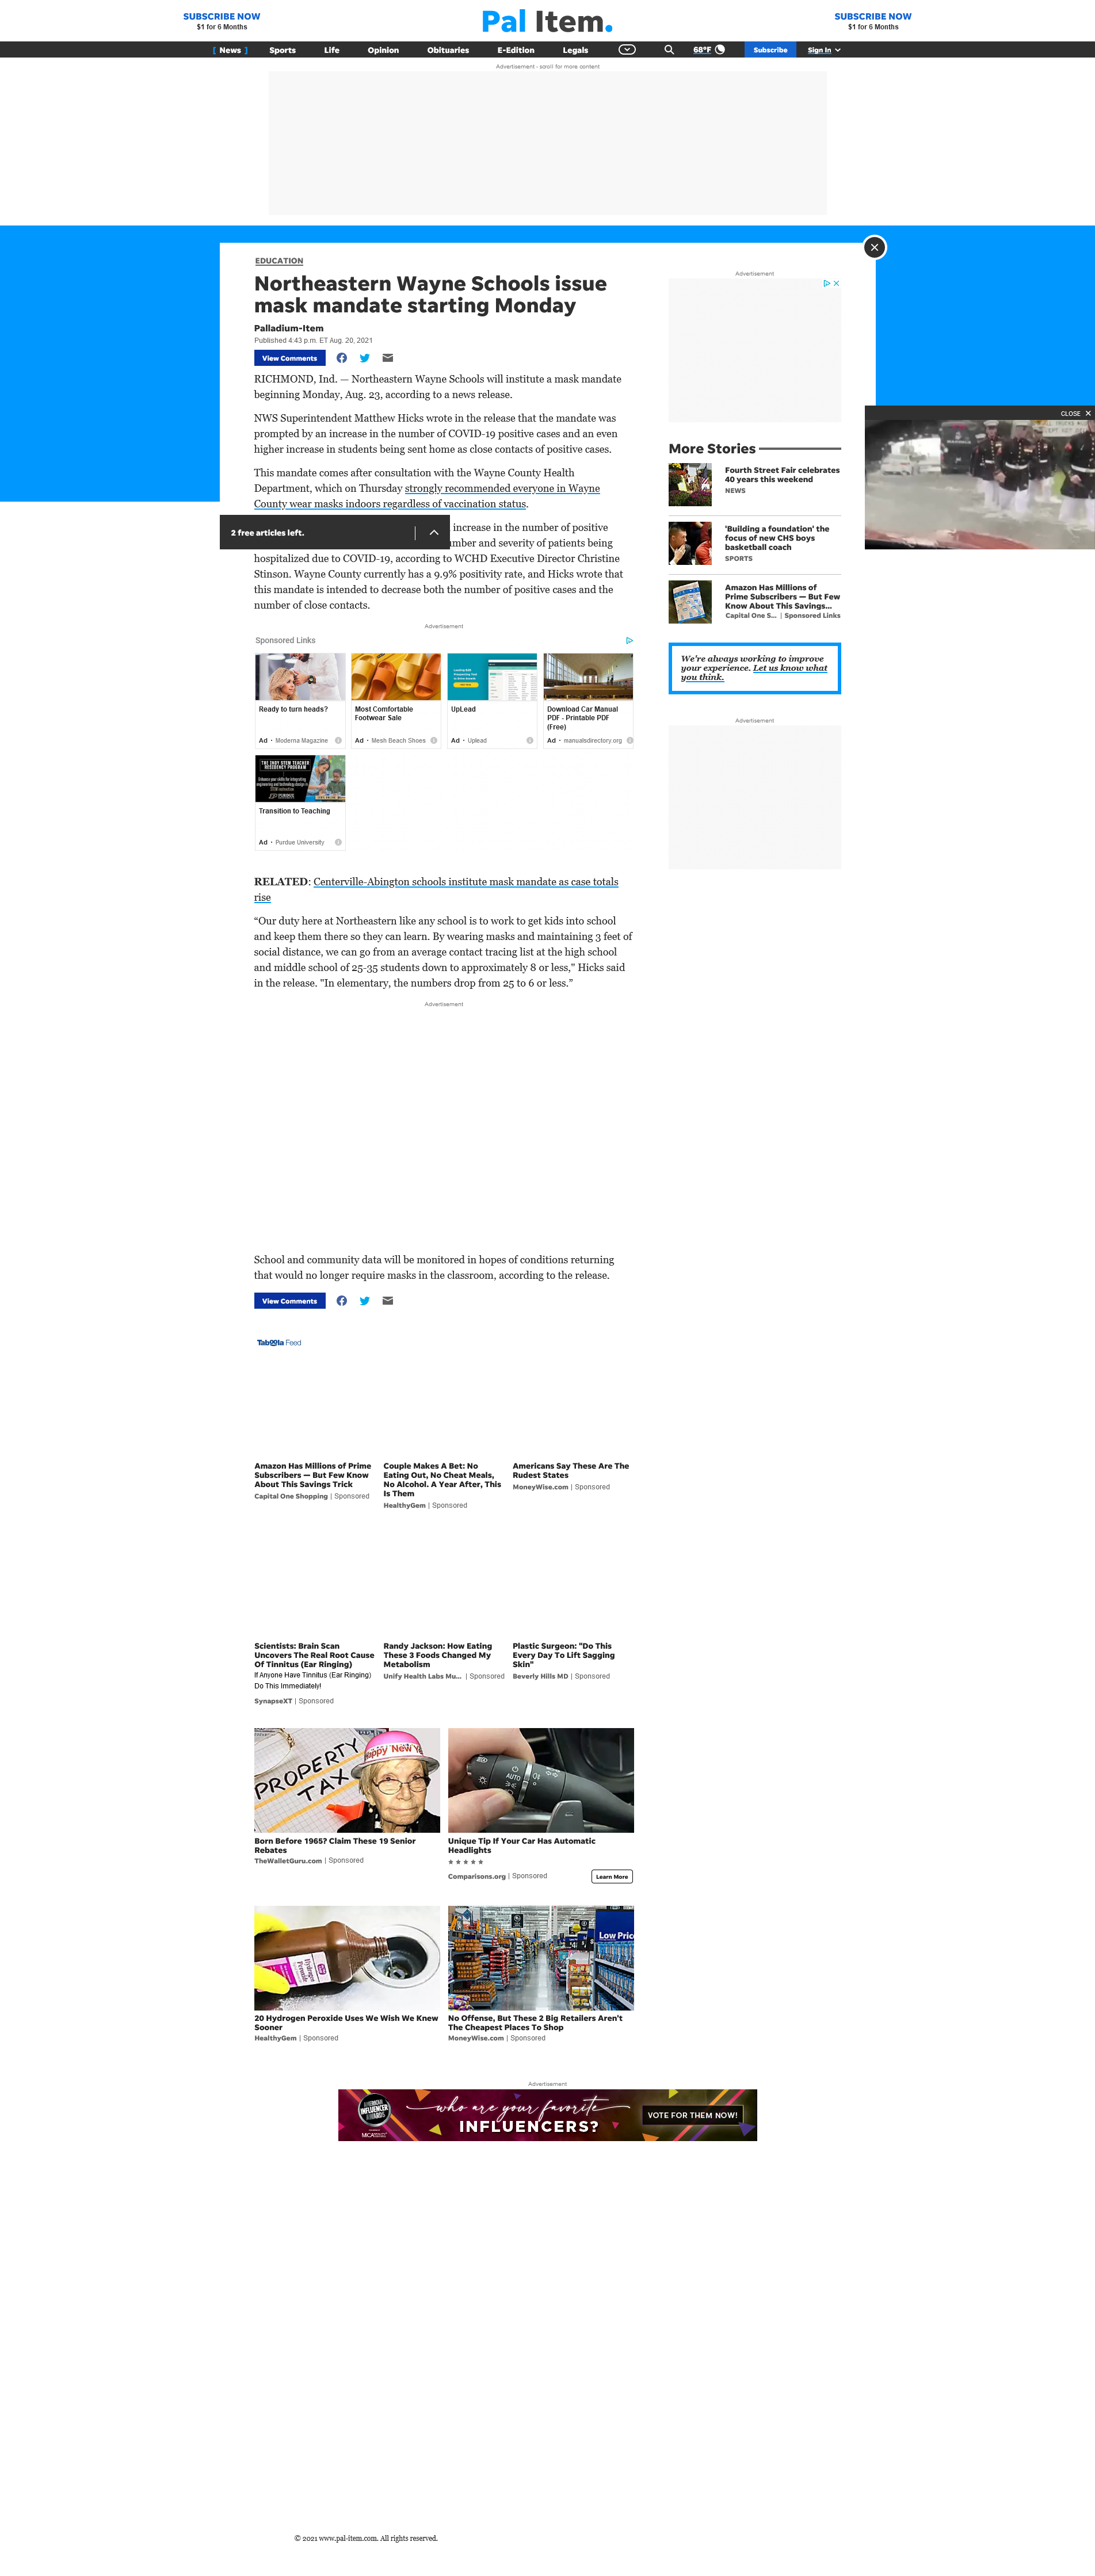 SUBSCRIBE NOW
$1 for 6 Months
Pal Item.
SUBSCRIBE NOW
$1 for 6 Months
[ News ]
Sports
Life
Opinion
Obituaries
E-Edition
Legals
68°F
Subscribe
Sign In
Advertisement - scroll for more content
EDUCATION
Northeastern Wayne Schools issue
mask mandate starting Monday
Palladium-Item
Published 4:43 p.m. ET Aug. 20, 2021
View Comments
RICHMOND, Ind. — Northeastern Wayne Schools will institute a mask mandate
beginning Monday, Aug. 23, according to a news release.
NWS Superintendent Matthew Hicks wrote in the release that the mandate was
prompted by an increase in the number of COVID-19 positive cases and an even
higher increase in students being sent home as close contacts of positive cases.
This mandate comes after consultation with the Wayne County Health
Department, which on Thursday strongly recommended everyone in Wayne
County wear masks indoors regardless of vaccination status.
increase in the number of positive
2 free articles left.
hospitalized due to COVID-19, according to WCHD Executive Director Christine
Stinson. Wayne County currently has a 9.9% positivity rate, and Hicks wrote that
this mandate is intended to decrease both the number of positive cases and the
number of close contacts.
Advertisement
Sponsored Links
Ready to turn heads?
Ad • Moderna Magazine
Most Comfortable
Footwear Sale
Ad • Mesh Beach Shoes
UpLead
Ad • Uplead
Download Car Manual
PDF - Printable PDF
(Free)
Ad • manualsdirectory.org
THE INDY STEM TEACHER
RESIDENCY PROGRAM
Transition to Teaching
Ad • Purdue University
RELATED: Centerville-Abington schools institute mask mandate as case totals
rise
“Our duty here at Northeastern like any school is to work to get kids into school
and keep them there so they can learn. By wearing masks and maintaining 3 feet of
social distance, we can go from an average contact tracing list at the high school
and middle school of 25-35 students down to approximately 8 or less," Hicks said
in the release. "In elementary, the numbers drop from 25 to 6 or less.”
Advertisement
School and community data will be monitored in hopes of conditions returning
that would no longer require masks in the classroom, according to the release.
View Comments
Advertisement
More Stories
Fourth Street Fair celebrates
40 years this weekend
NEWS
'Building a foundation' the
focus of new CHS boys
basketball coach
SPORTS
Amazon Has Millions of
Prime Subscribers — But Few
Know About This Savings...
Capital One S... | Sponsored Links
We're always working to improve
your experience. Let us know what
you think.
Advertisement
CLOSE
Taboola Feed
Amazon Has Millions of Prime
Subscribers — But Few Know
About This Savings Trick
Capital One Shopping | Sponsored
Couple Makes A Bet: No
Eating Out, No Cheat Meals,
No Alcohol. A Year After, This
Is Them
HealthyGem | Sponsored
Americans Say These Are The
Rudest States
MoneyWise.com | Sponsored
Scientists: Brain Scan
Uncovers The Real Root Cause
Of Tinnitus (Ear Ringing)
If Anyone Have Tinnitus (Ear Ringing)
Do This Immediately!
SynapseXT | Sponsored
Randy Jackson: How Eating
These 3 Foods Changed My
Metabolism
Unify Health Labs Mu... | Sponsored
Plastic Surgeon: "Do This
Every Day To Lift Sagging
Skin"
Beverly Hills MD | Sponsored
PROPERTY
TAX
Happy New
Born Before 1965? Claim These 19 Senior
Rebates
TheWalletGuru.com | Sponsored
AUTO
Unique Tip If Your Car Has Automatic
Headlights
Comparisons.org | Sponsored
Learn More
Hydrogen
Peroxide
20 Hydrogen Peroxide Uses We Wish We Knew
Sooner
HealthyGem | Sponsored
Low
No Offense, But These 2 Big Retailers Aren't
The Cheapest Places To Shop
MoneyWise.com | Sponsored
Advertisement
AMERICAN
INFLUENCER
AWARDS
who are your favorite
INFLUENCERS?
VOTE FOR THEM NOW!
© 2021 www.pal-item.com. All rights reserved.